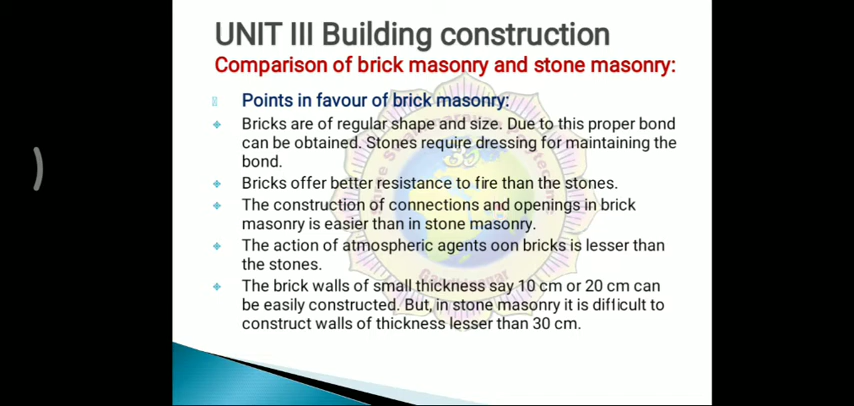 UNIT III Building construction
Comparison of brick masonry and stone masonry:
Points in favour of brick masonry:
Bricks are of regular shape and size. Due to this proper bond
can be obtained. Stones require dressing for maintaining the
bond.
Bricks offer better resistance to fire than the stones.
The construction of connections and openings in brick
masonry is easier than in stone masonry.
The action of atmospheric agents oon bricks is lesser than
the stones.
The brick walls of small thickness say 10 cm or 20 cm can
be easily constructed. But, in stone masonry it is difficult to
construct walls of thickness lesser than 30 cm.